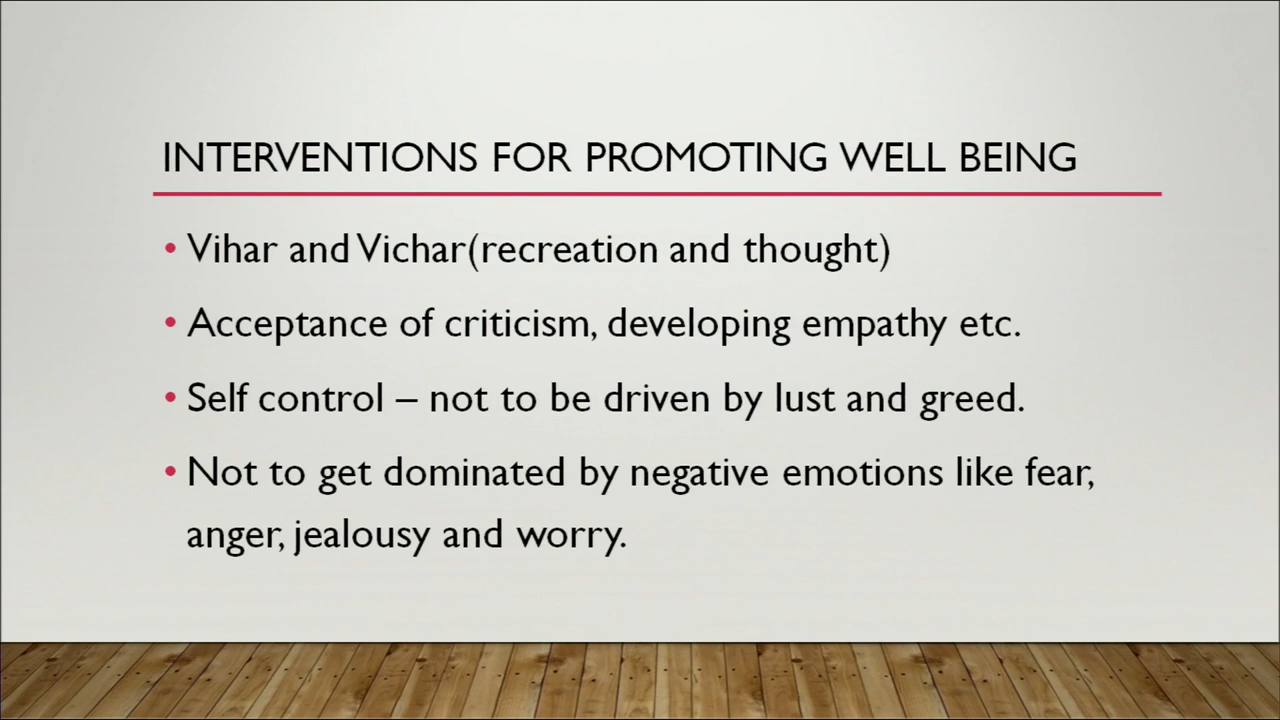 INTERVENTIONS FOR PROMOTING WELL BEING
• Vihar and Vichar(recreation and thought)
• Acceptance of criticism, developing empathy etc.
• Self control – not to be driven by lust and greed.
• Not to get dominated by negative emotions like fear,
anger, jealousy and worry.